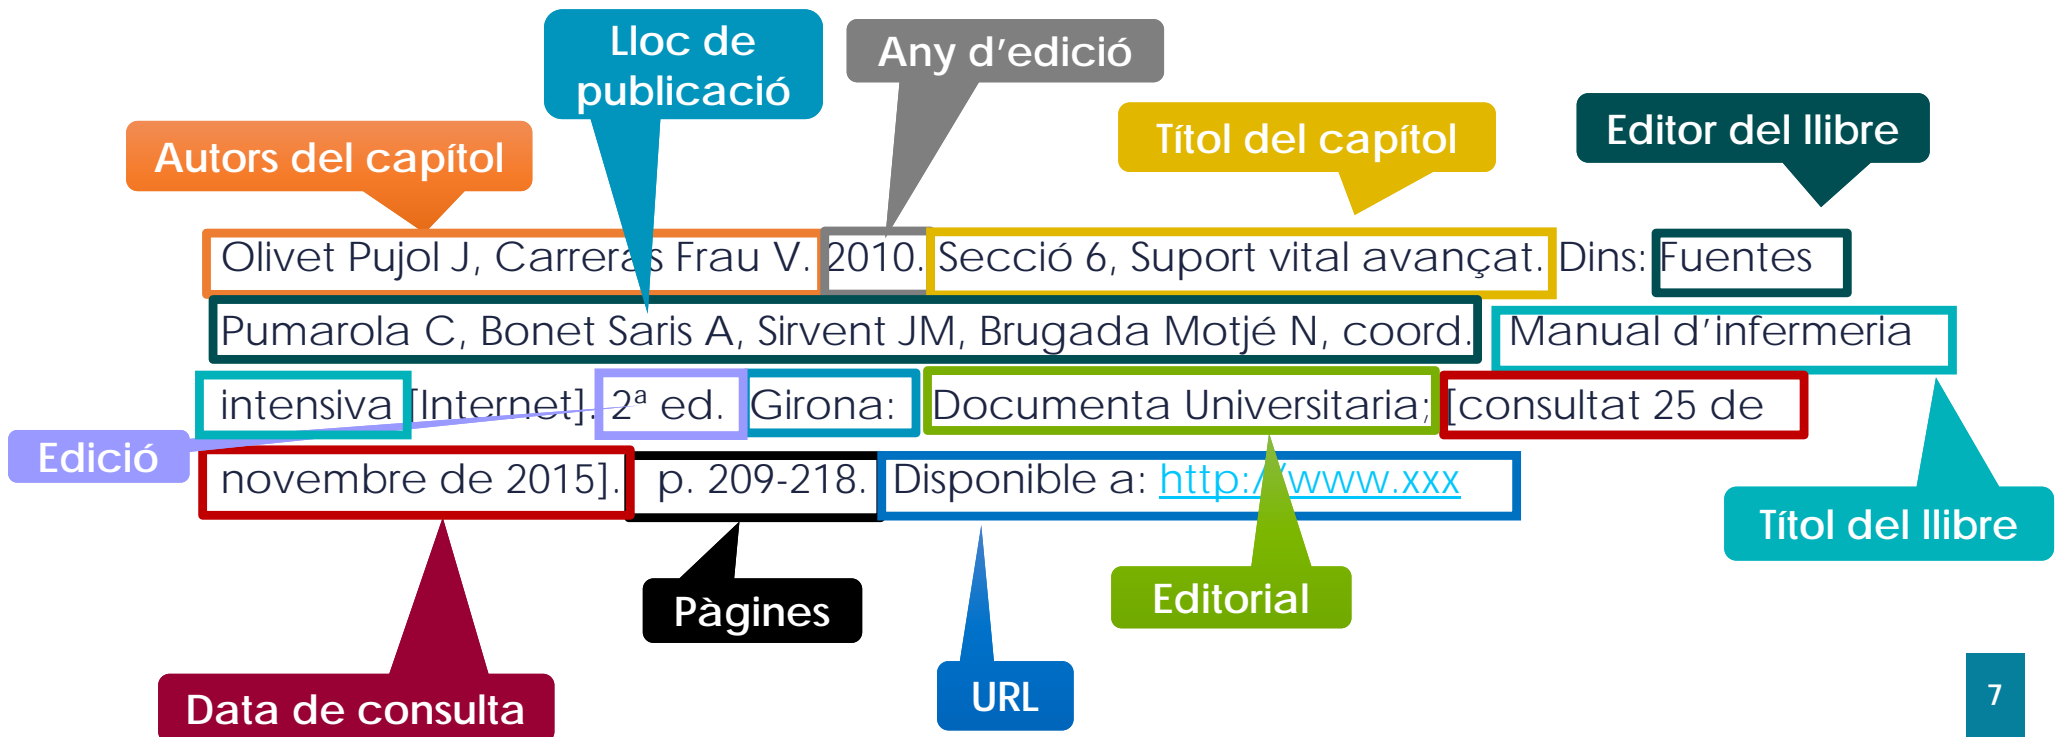 Lloc de
publicació
Any d'edició
Autors del capítol
Títol del capítol
Editor del llibre
Olivet Pujol J, Carreras Frau V. 2010. Secció 6, Suport vital avançat. Dins: Fuentes
Pumarola C, Bonet Saris A, Sirvent JM, Brugada Motjé N, coord. Manual d'infermeria
intensiva [Internet]. 2ª ed. Girona: Documenta Universitaria; [consultat 25 de
novembre de 2015]. p. 209-218. Disponible a: http://www.xxx
Edició
Títol del llibre
Pàgines
Editorial
Data de consulta
URL
7